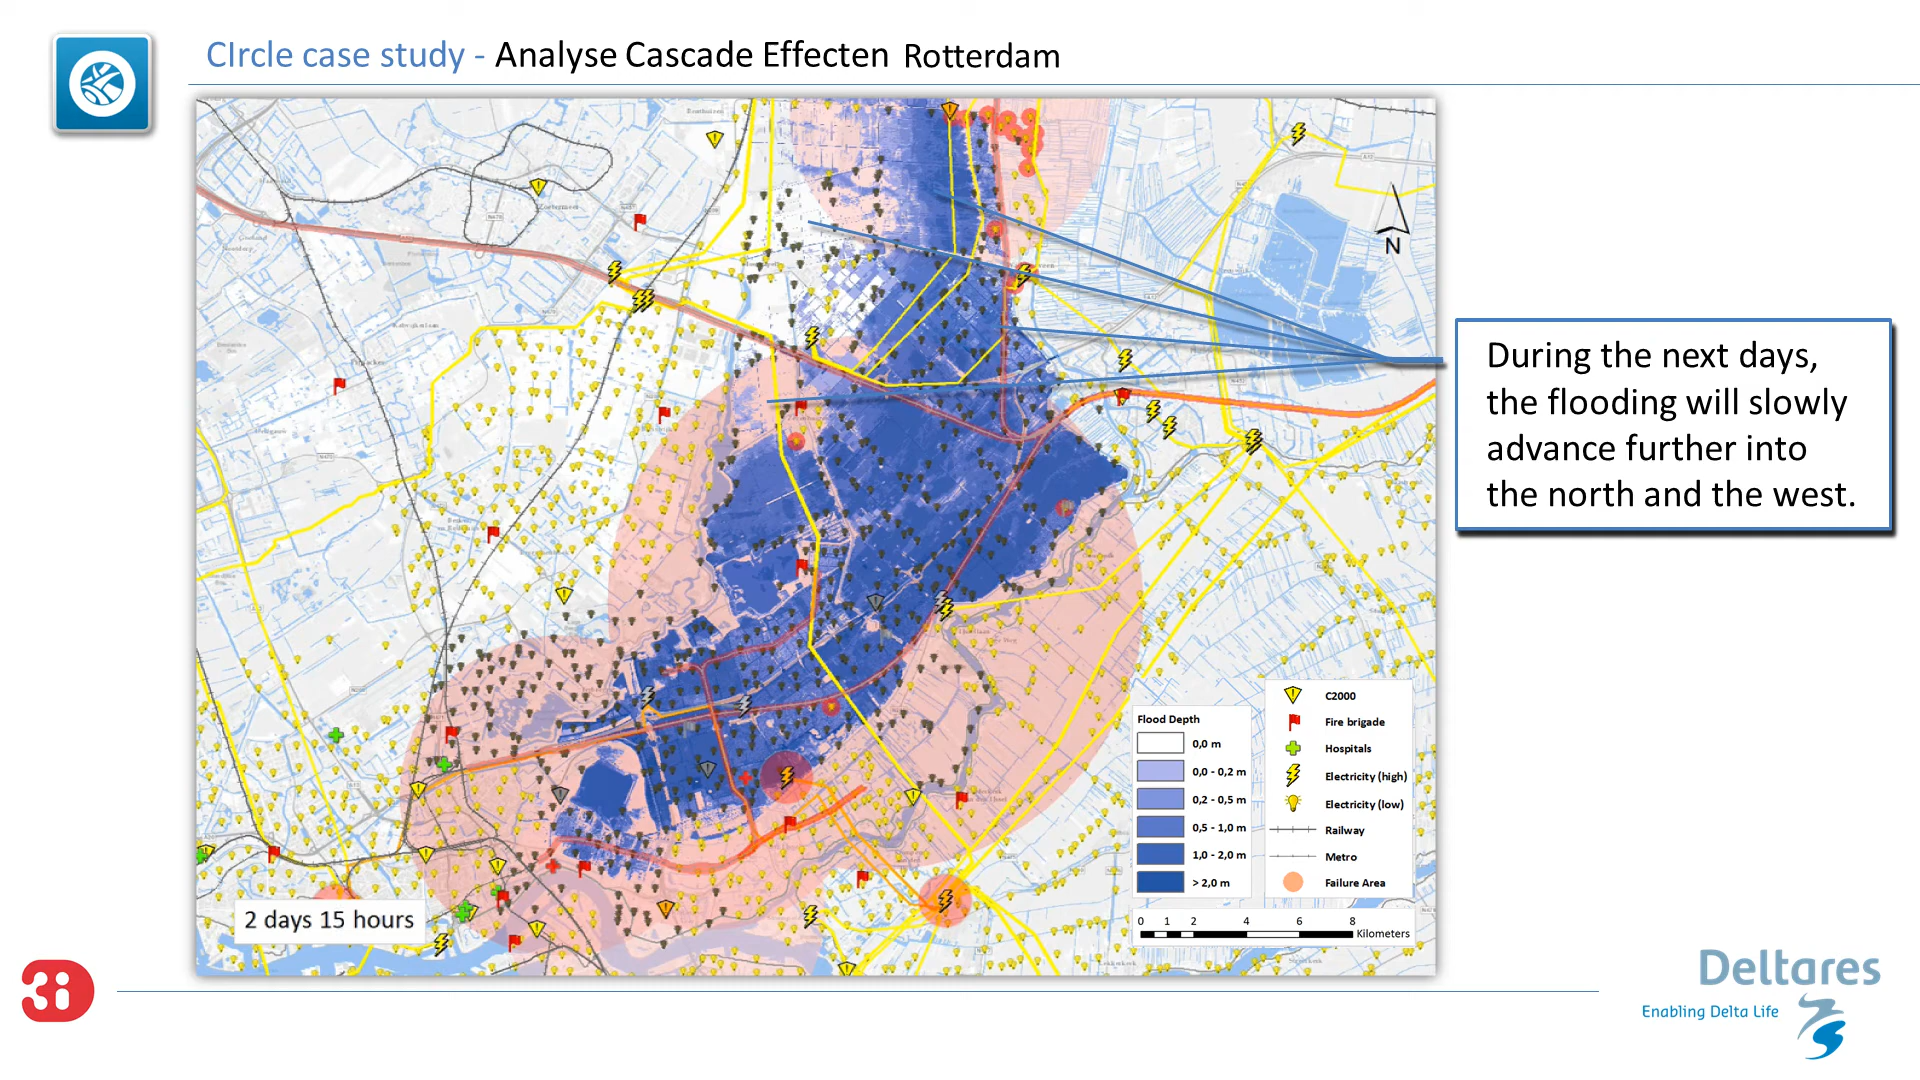 CIrcle case study - Analyse Cascade Effecten Rotterdam
During the next days,
the flooding will slowly
advance further into
the north and the west.
N
C2000
Fire brigade
Hospitals
Electricity (high)
Electricity (low)
Railway
Metro
Failure Area
Flood Depth
0,0 m
0,0 - 0,2 m
0,2 - 0,5 m
0,5 - 1,0 m
1,0 - 2,0 m
> 2,0 m
0 1 2 4 6 8
Kilometers
2 days 15 hours
3i
Deltares
Enabling Delta Life